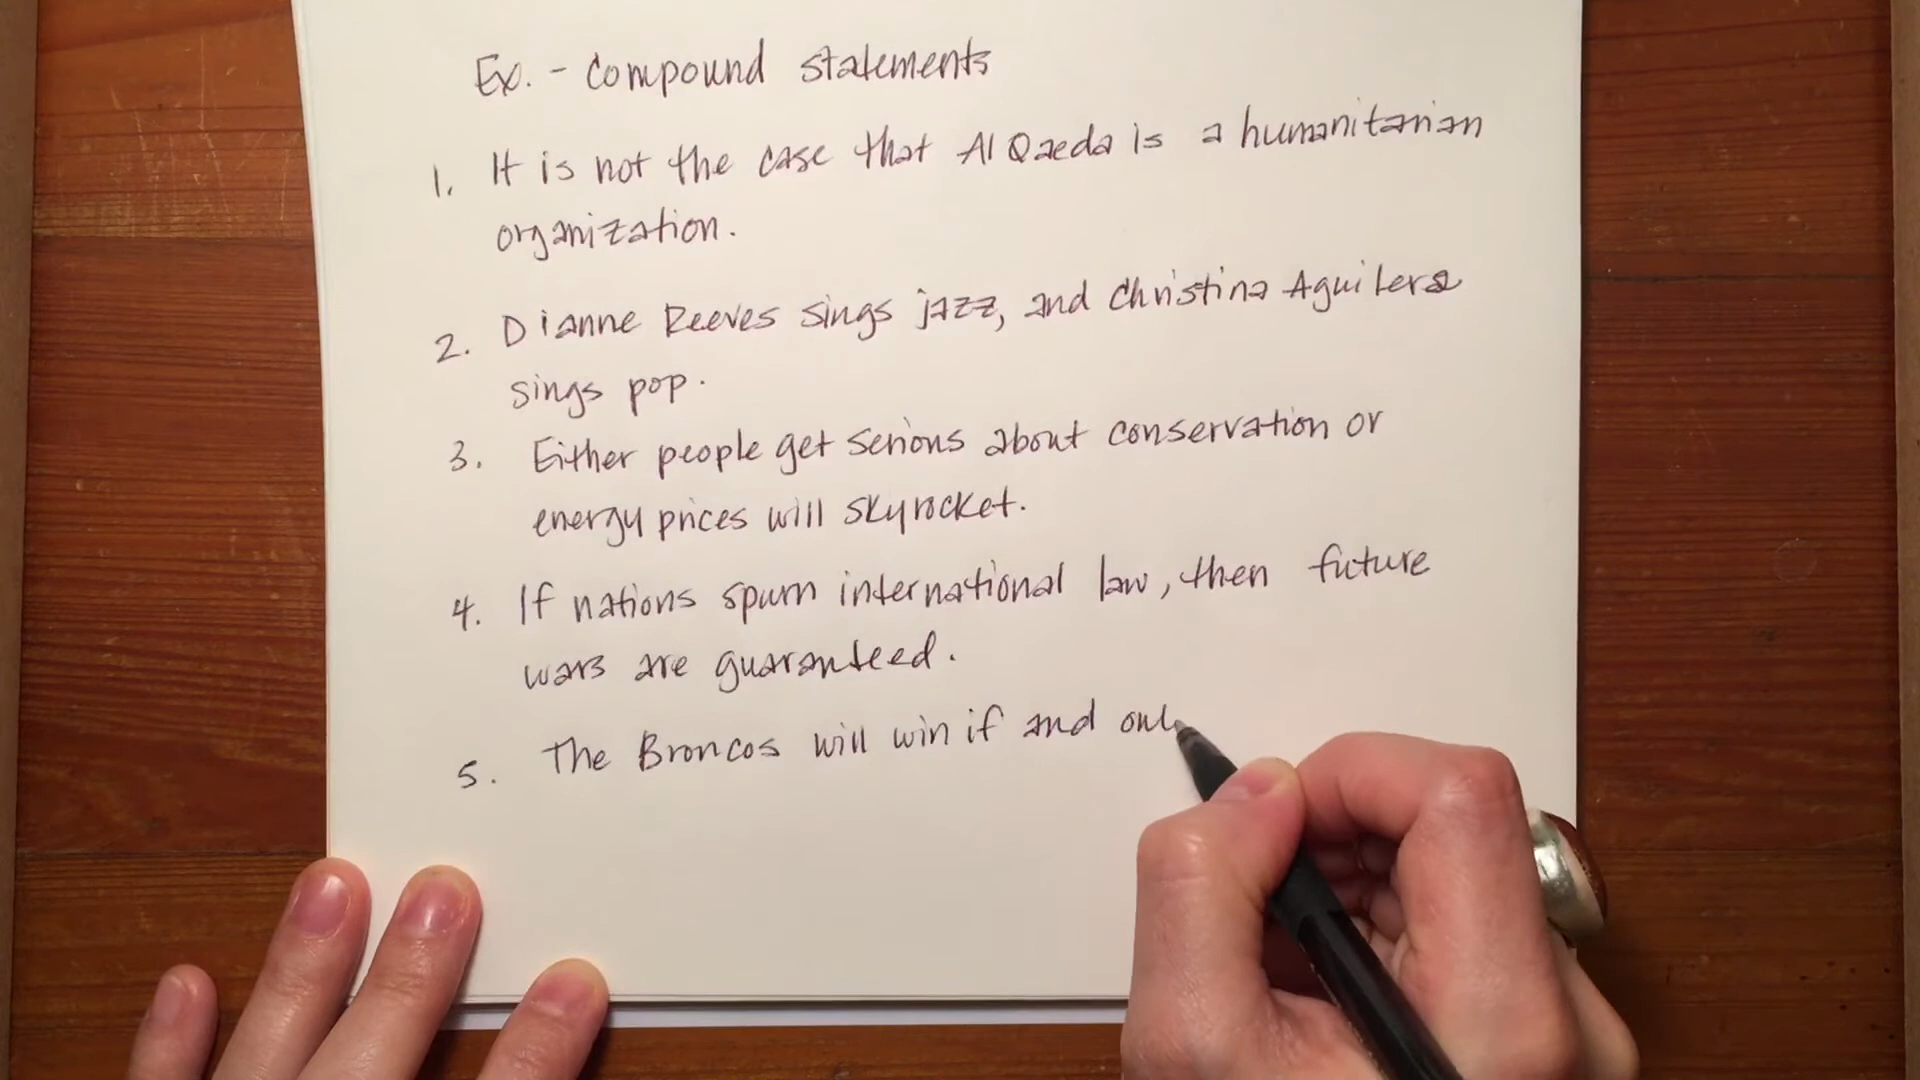 Ex. - compound statements
1. It is not the case that Al Qaeda is a humanitarian
organization.
2. Dianne Reeves sings jazz, and Christina Aguilera
sings pop.
3. Either people get serious about conservation or
energy prices will skyrocket.
4. If nations spurn international law, then future
wars are guaranteed.
5. The Broncos will win if and onl